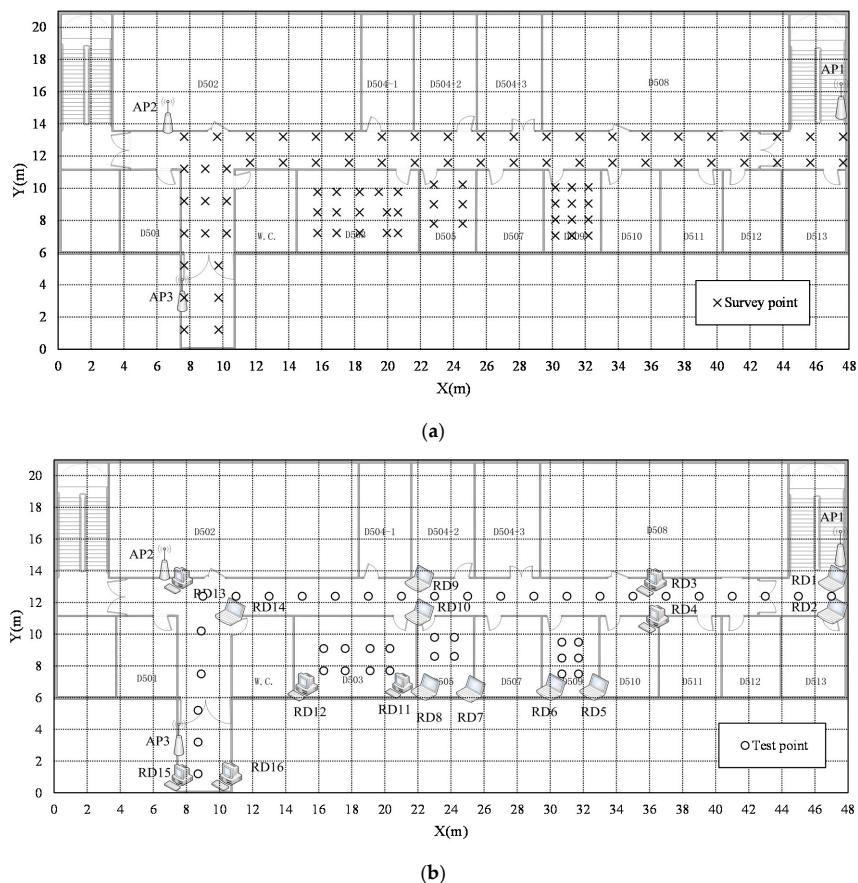 20
18
16
14
12
10
8
6
4
2
0
Y(m)
D502
D504-1
D504-2
D504-3
D508
AP1
AP2
D501
W.C.
D505
D507
D510
D511
D512
D513
AP3
× Survey point
0 2 4 6 8 10 12 14 16 18 20 22 24 26 28 30 32 34 36 38 40 42 44 46 48
X(m)
(a)
20
18
16
14
12
10
8
6
4
2
0
Y(m)
D502
D504-1
D504-2
D504-3
D508
AP1
AP2
RD13
RD14
RD9
RD10
RD3
RD4
RD1
RD2
D501
W.C.
D503
D507
D509
D510
D511
D512
D513
RD12
RD11
RD8
RD7
RD6
RD5
AP3
RD15
RD16
Test point
0 2 4 6 8 10 12 14 16 18 20 22 24 26 28 30 32 34 36 38 40 42 44 46 48
X(m)
(b)